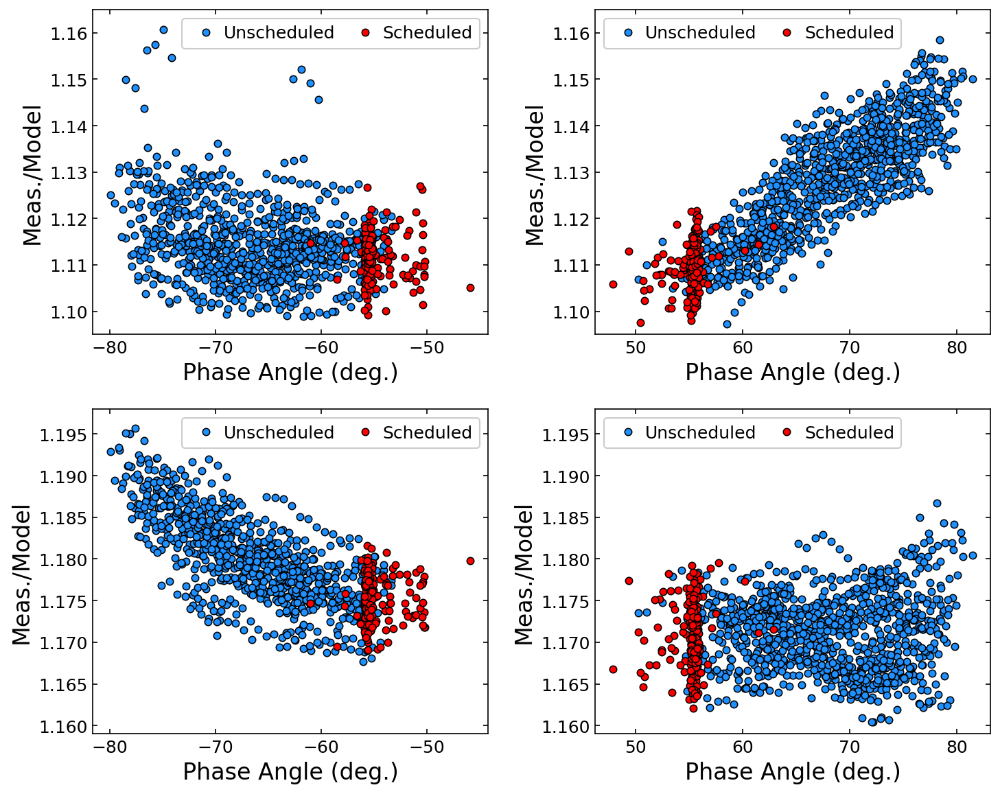 Unscheduled Scheduled
1.16
1.15
1.14
1.13
1.12
1.11
1.10
Meas./Model
−80 −70 −60 −50
Phase Angle (deg.)
Unscheduled Scheduled
1.16
1.15
1.14
1.13
1.12
1.11
1.10
Meas./Model
50 60 70 80
Phase Angle (deg.)
Unscheduled Scheduled
1.195
1.190
1.185
1.180
1.175
1.170
1.165
1.160
Meas./Model
−80 −70 −60 −50
Phase Angle (deg.)
Unscheduled Scheduled
1.195
1.190
1.185
1.180
1.175
1.170
1.165
1.160
Meas./Model
50 60 70 80
Phase Angle (deg.)